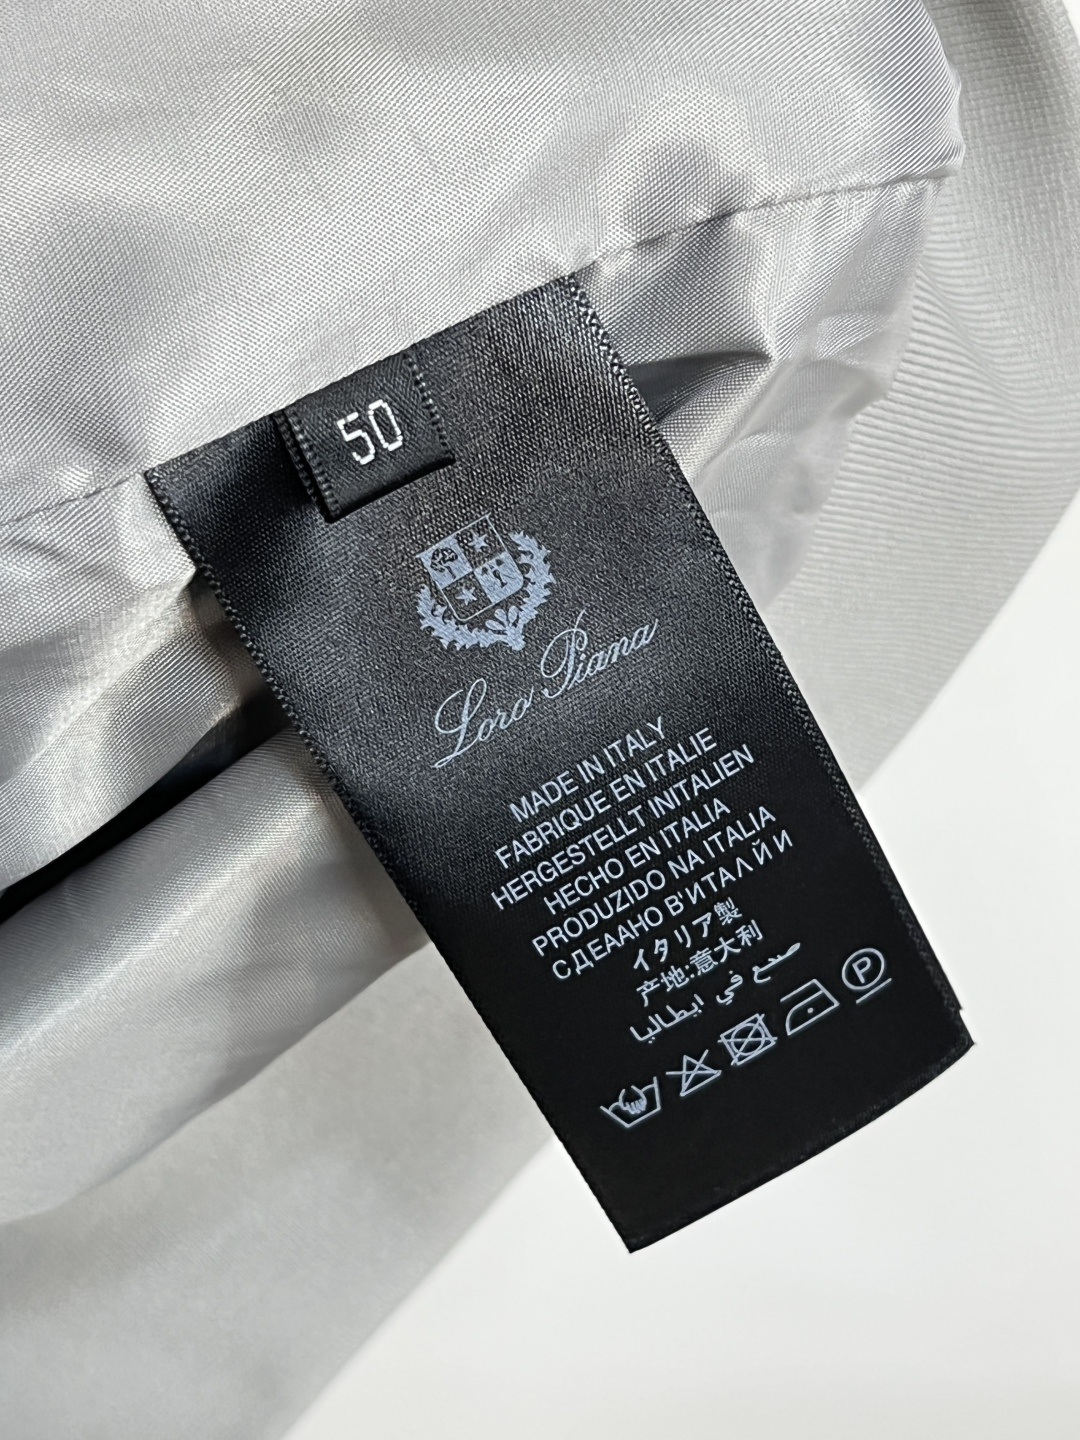 50
Loro Piana
MADE IN ITALY
FABRIQUE EN ITALIE
HERGESTELLT INITALIEN
HECHO EN ITALIA
PRODUZIDO NA ITALIA
СДЕААНО В'ИТАЛЙИ
イタリア製
产地:意大利
صنع في ايطاليا
P